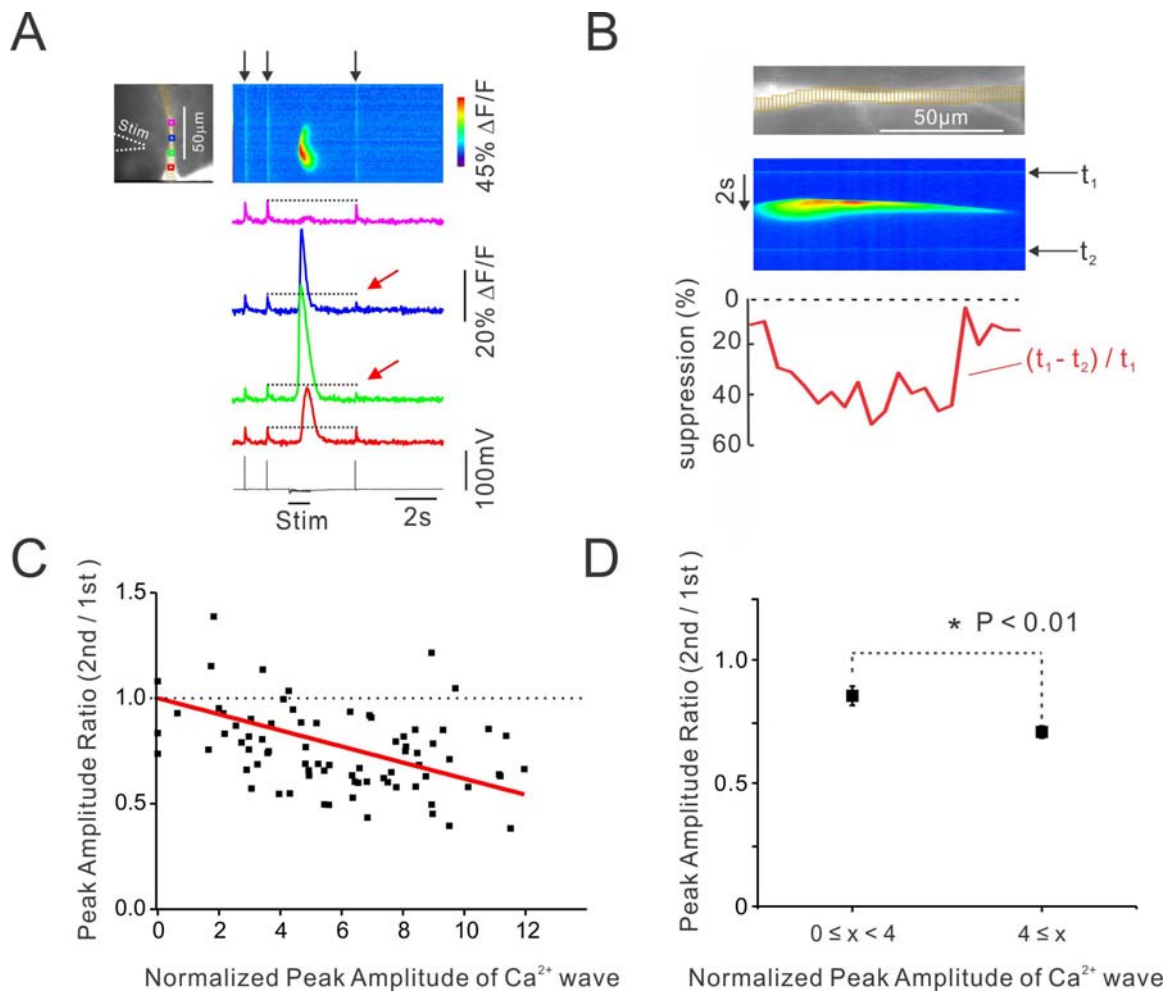 A
Stim
50µm
45% ΔF/F
20% ΔF/F
100mV
Stim
2s
B
50µm
2s
t1
t2
suppression (%)
0
20
40
60
(t1 - t2) / t1
C
Peak Amplitude Ratio (2nd / 1st )
1.5
1.0
0.5
0.0
0 2 4 6 8 10 12
Normalized Peak Amplitude of Ca2+ wave
D
Peak Amplitude Ratio (2nd / 1st)
1.0
0.5
0
* P < 0.01
0 ≤ x < 4 4 ≤ x
Normalized Peak Amplitude of Ca2+ wave